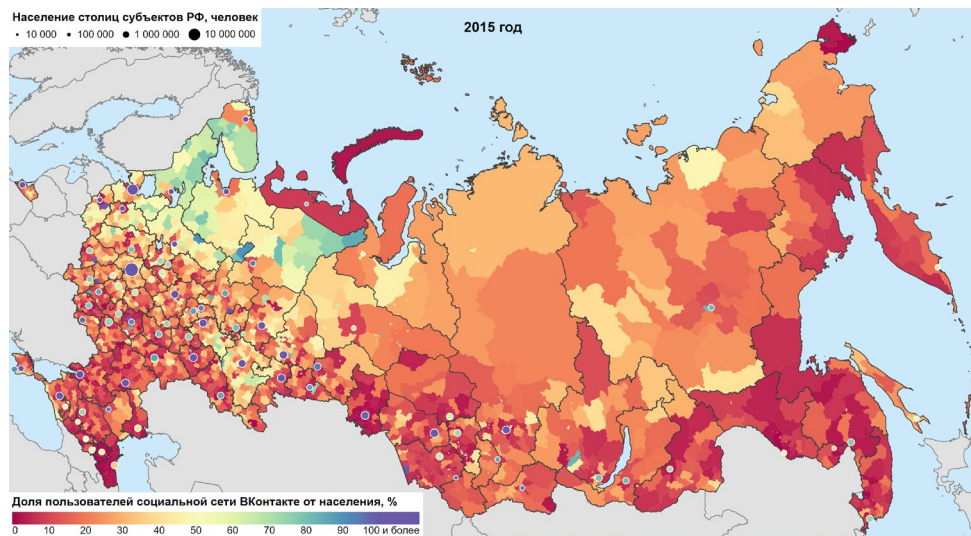 Население столиц субъектов РФ, человек
10 000 100 000 1 000 000 10 000 000
2015 год
Доля пользователей социальной сети ВКонтакте от населения, %
0 10 20 30 40 50 60 70 80 90 100 и более